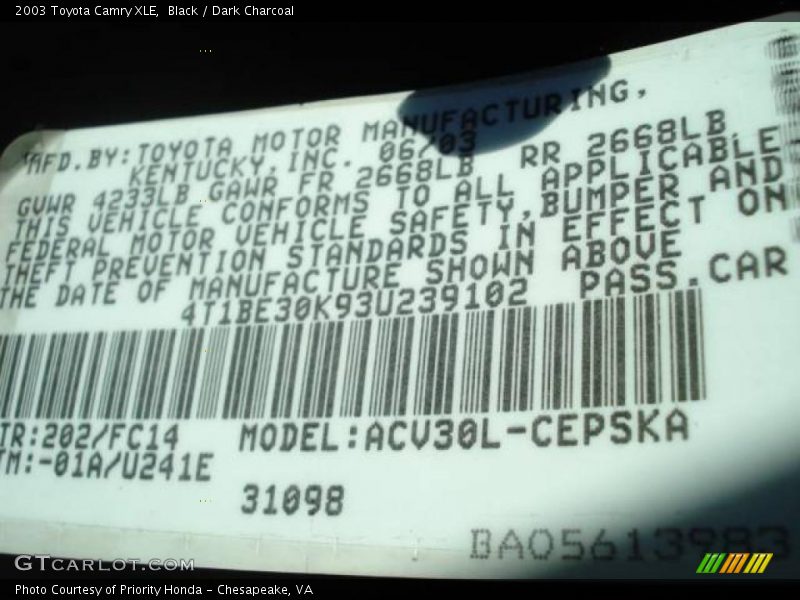 2003 Toyota Camry XLE,  Black / Dark Charcoal
MFD.BY:TOYOTA MOTOR MANUFACTURING,
KENTUCKY,INC. 06/03
GVWR 4233LB GAWR FR 2668LB RR 2668LB
THIS VEHICLE CONFORMS TO ALL APPLICABLE
FEDERAL MOTOR VEHICLE SAFETY,BUMPER AND
THEFT PREVENTION STANDARDS IN EFFECT ON
THE DATE OF MANUFACTURE SHOWN ABOVE
4T1BE30K93U239102 PASS.CAR
TR:202/FC14 MODEL:ACV30L-CEPSKA
TM:-01A/U241E
31098
BA05613983
GTCARLOT.COM
Photo Courtesy of Priority Honda - Chesapeake, VA